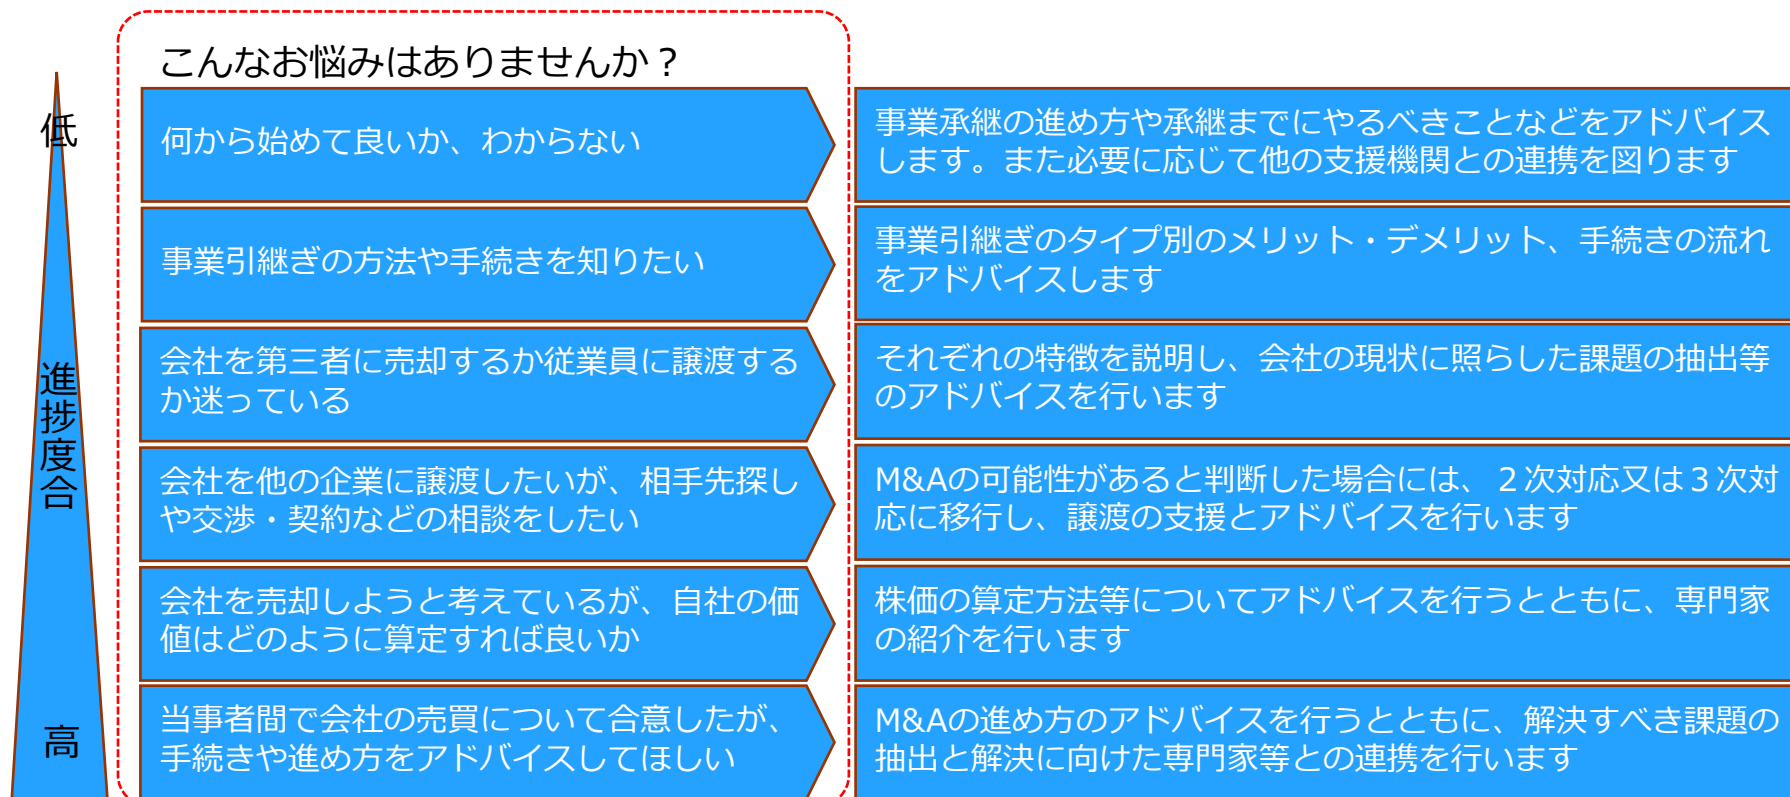 こんなお悩みはありませんか？
低
何から始めて良いか、わからない
事業承継の進め方や承継までにやるべきことなどをアドバイス
します。また必要に応じて他の支援機関との連携を図ります
事業引継ぎの方法や手続きを知りたい
事業引継ぎのタイプ別のメリット・デメリット、手続きの流れ
をアドバイスします
進捗度合
会社を第三者に売却するか従業員に譲渡する
か迷っている
それぞれの特徴を説明し、会社の現状に照らした課題の抽出等
のアドバイスを行います
会社を他の企業に譲渡したいが、相手先探し
や交渉・契約などの相談をしたい
M&Aの可能性があると判断した場合には、２次対応又は３次対
応に移行し、譲渡の支援とアドバイスを行います
会社を売却しようと考えているが、自社の価
値はどのように算定すれば良いか
株価の算定方法等についてアドバイスを行うとともに、専門家
の紹介を行います
高
当事者間で会社の売買について合意したが、
手続きや進め方をアドバイスしてほしい
M&Aの進め方のアドバイスを行うとともに、解決すべき課題の
抽出と解決に向けた専門家等との連携を行います